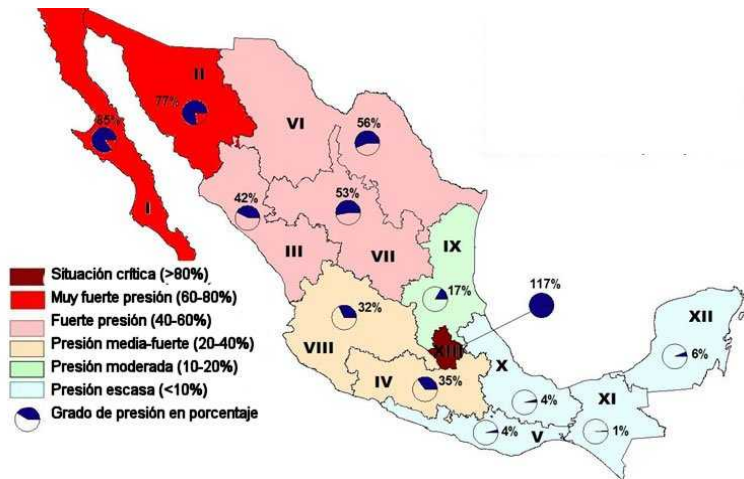 II
77%
85%
VI
56%
I
42%
53%
III
VII
IX
17%
117%
32%
VIII
XIII
XII
6%
X
IV
35%
XI
4%
4%
V
1%
Situación crítica (>80%)
Muy fuerte presión (60-80%)
Fuerte presión (40-60%)
Presión media-fuerte (20-40%)
Presión moderada (10-20%)
Presión escasa (<10%)
Grado de presión en porcentaje